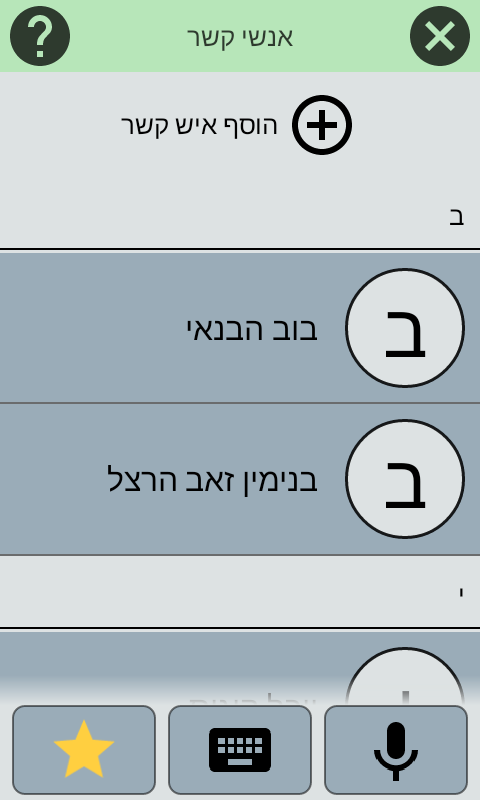 אנשי קשר
הוסף איש קשר
ב
ב
בוב הבנאי
ב
בנימין זאב הרצל
י